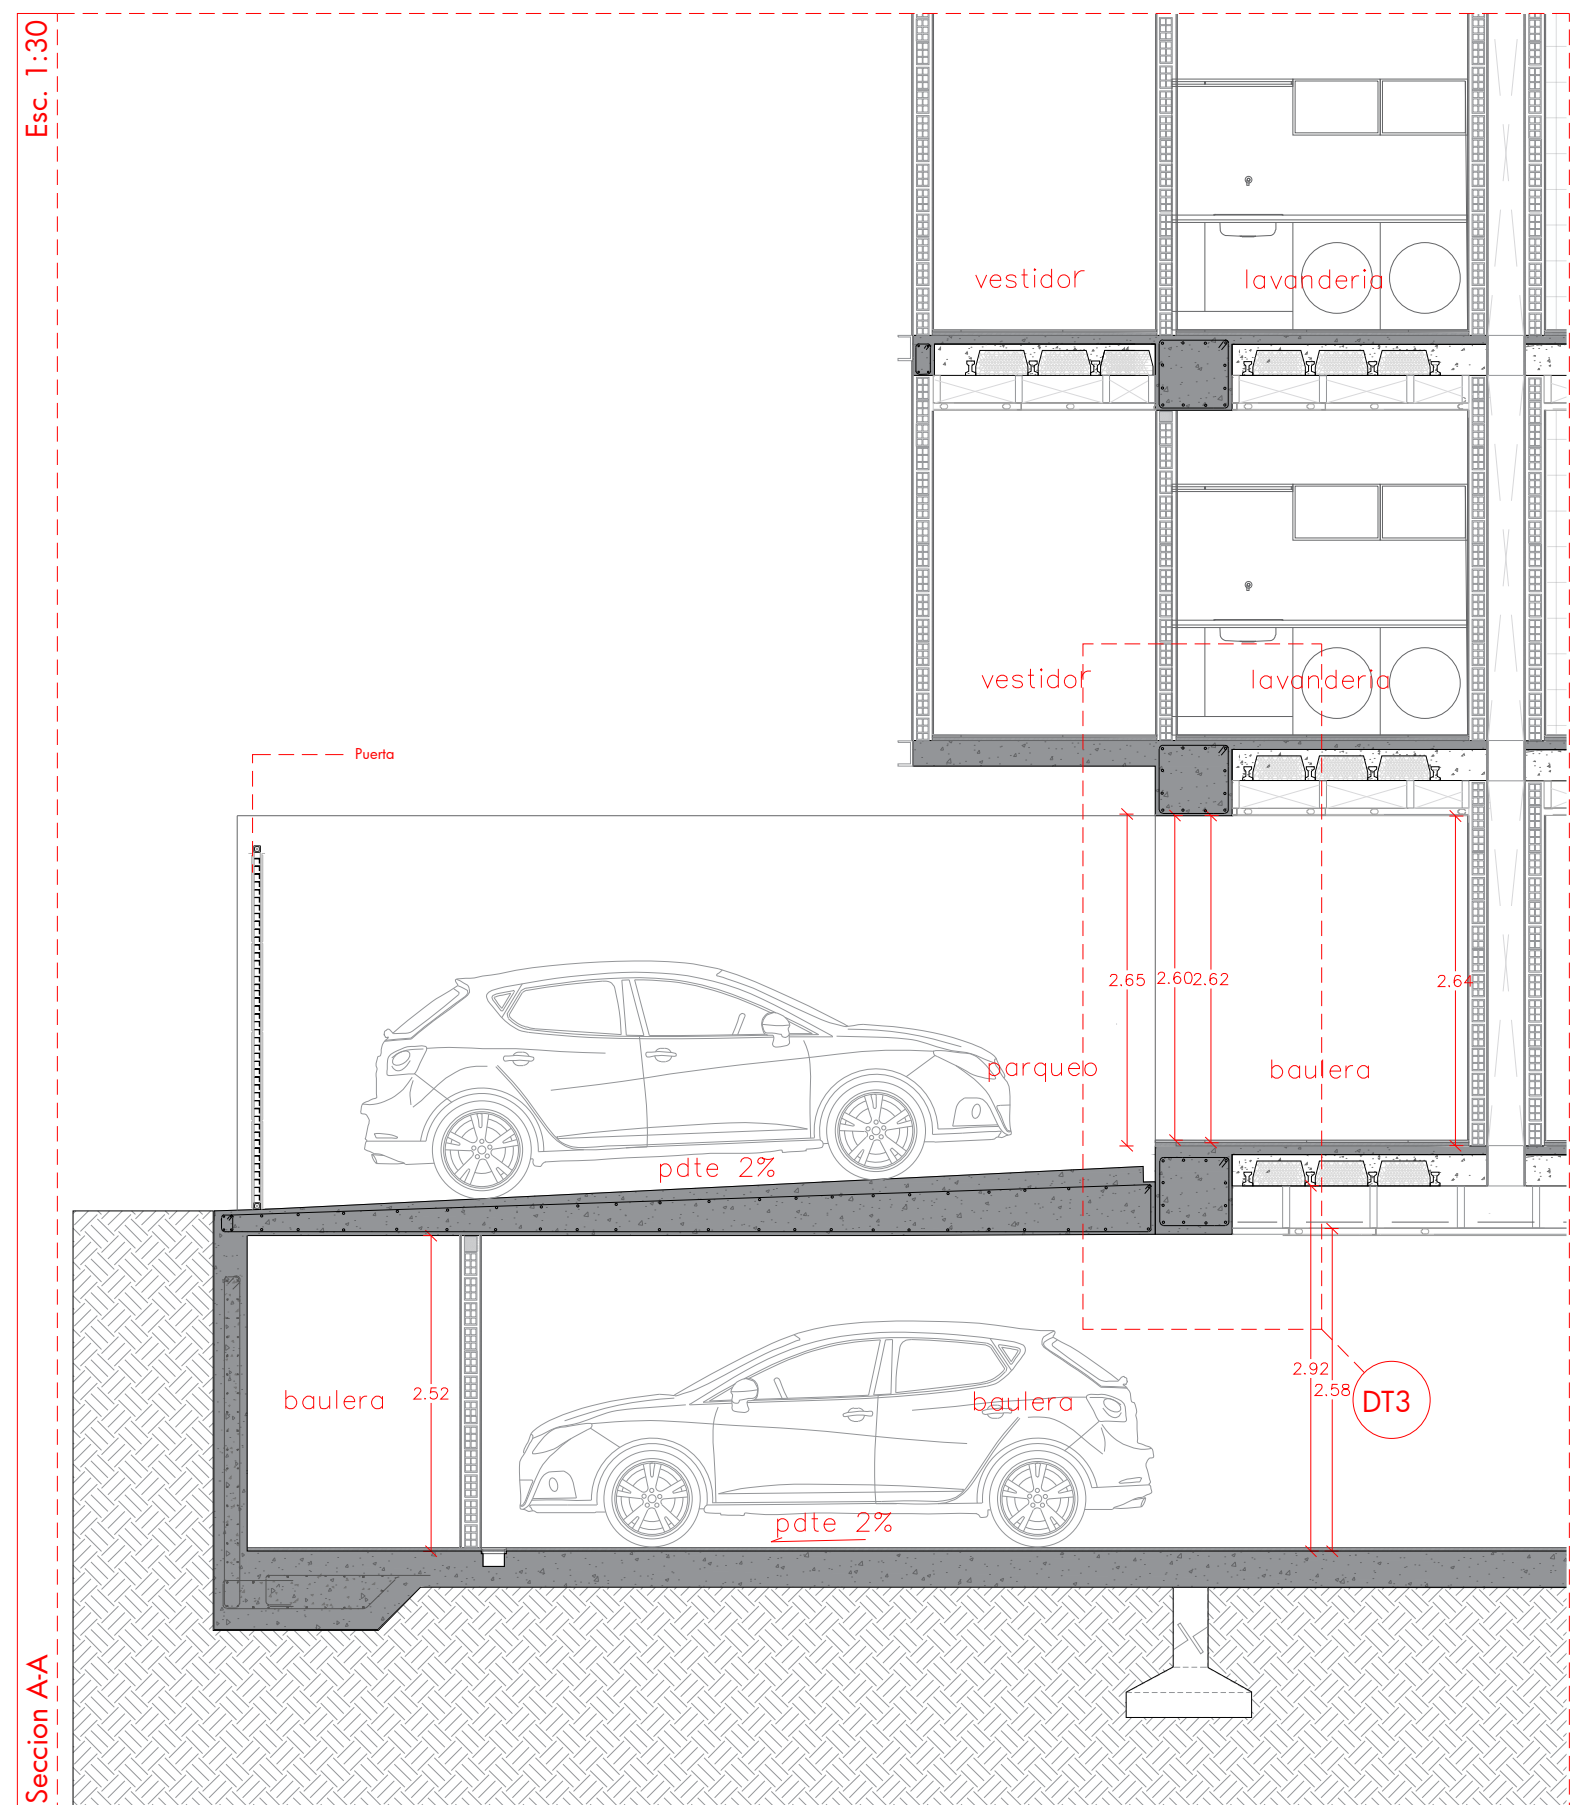 Esc. 1:30
vestidor
lavanderia
vestidor
lavanderia
Puerta
2.65
2.60
2.62
2.64
parqueo
baulera
pdte 2%
baulera
2.52
baulera
2.92
2.58
DT3
pdte 2%
Seccion A-A